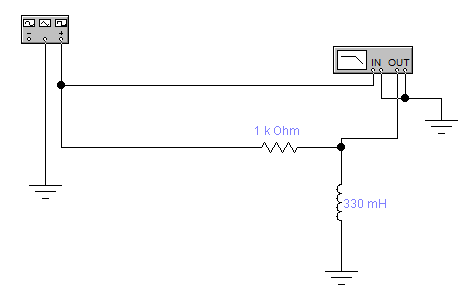 − +
IN OUT
1 k Ohm
330 mH